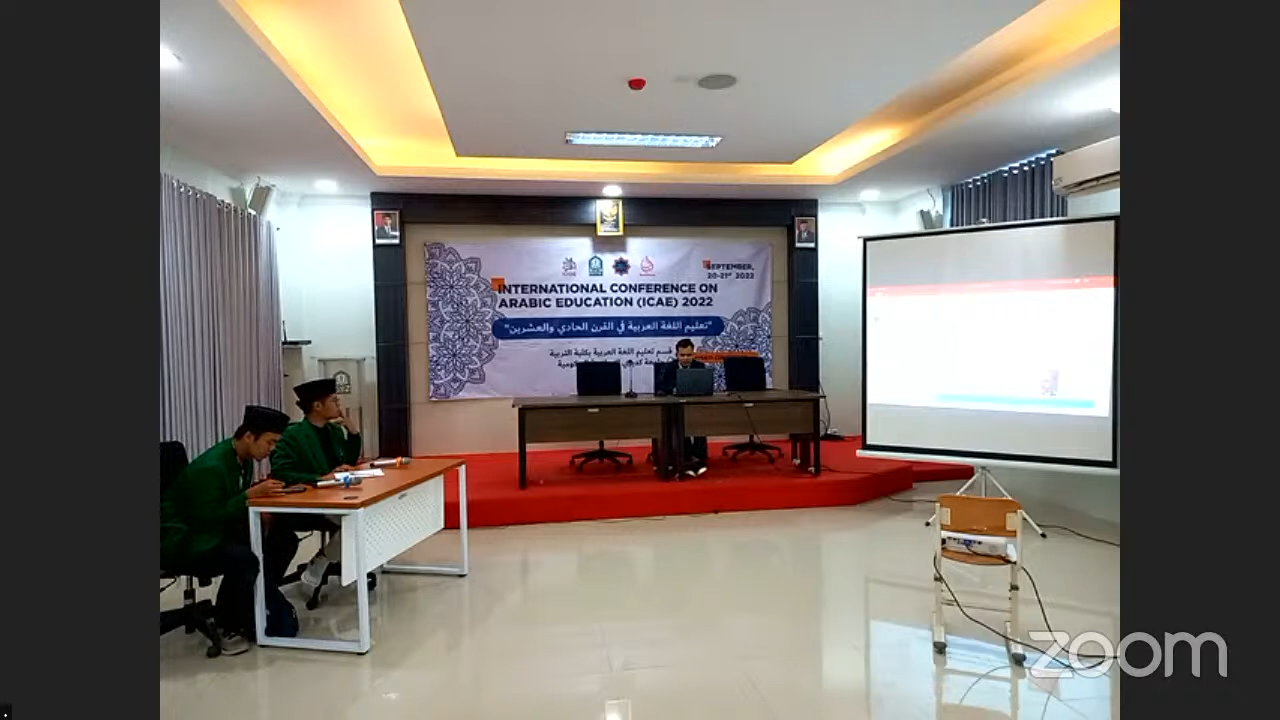 SEPTEMBER,
20-21st 2022
INTERNATIONAL CONFERENCE ON
ARABIC EDUCATION (ICAE) 2022
"تعليم اللغة العربية في القرن الحادي والعشرين"
قسم تعليم اللغة العربية بكلية التربية
zoom